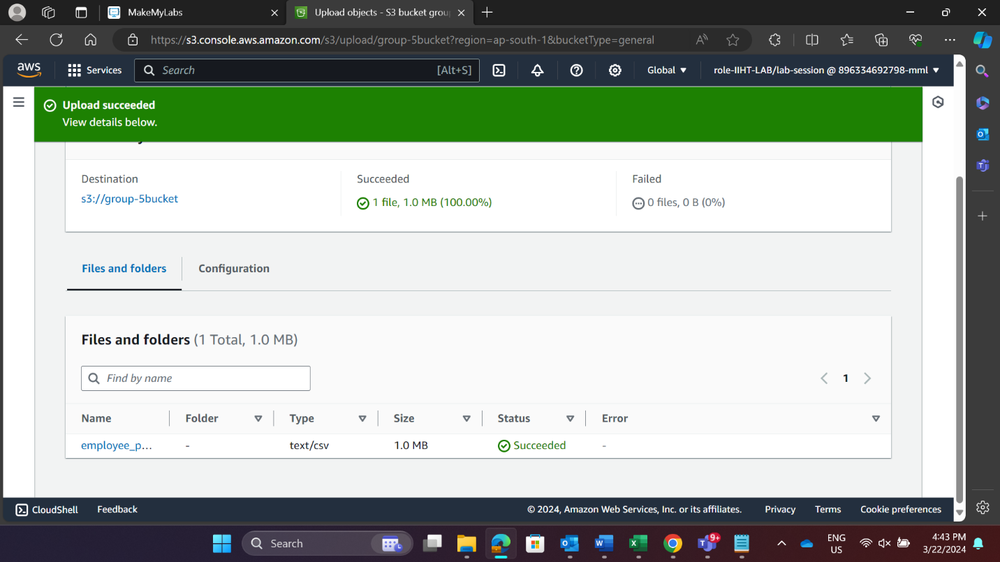 MakeMyLabs
Upload objects - S3 bucket grou
https://s3.console.aws.amazon.com/s3/upload/group-5bucket?region=ap-south-1&bucketType=general
aws
Services
Search
[Alt+S]
Global
role-IIHT-LAB/lab-session @ 896334692798-mml
Upload succeeded
View details below.
Destination
Succeeded
Failed
s3://group-5bucket
1 file, 1.0 MB (100.00%)
0 files, 0 B (0%)
Files and folders
Configuration
Files and folders (1 Total, 1.0 MB)
Find by name
1
Name
Folder
Type
Size
Status
Error
employee_p...
-
text/csv
1.0 MB
Succeeded
-
CloudShell
Feedback
© 2024, Amazon Web Services, Inc. or its affiliates.
Privacy
Terms
Cookie preferences
Search
9+
ENG
US
4:43 PM
3/22/2024